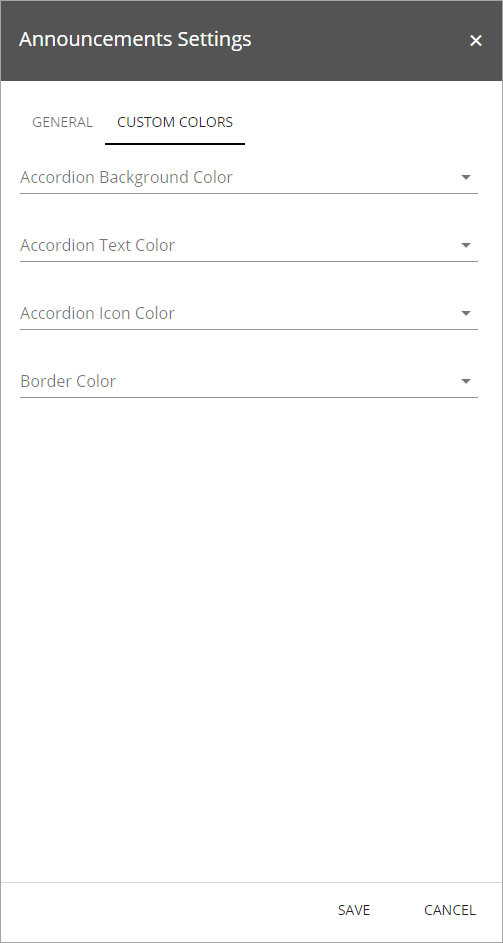 Announcements Settings
GENERAL
CUSTOM COLORS
Accordion Background Color
Accordion Text Color
Accordion Icon Color
Border Color
SAVE
CANCEL